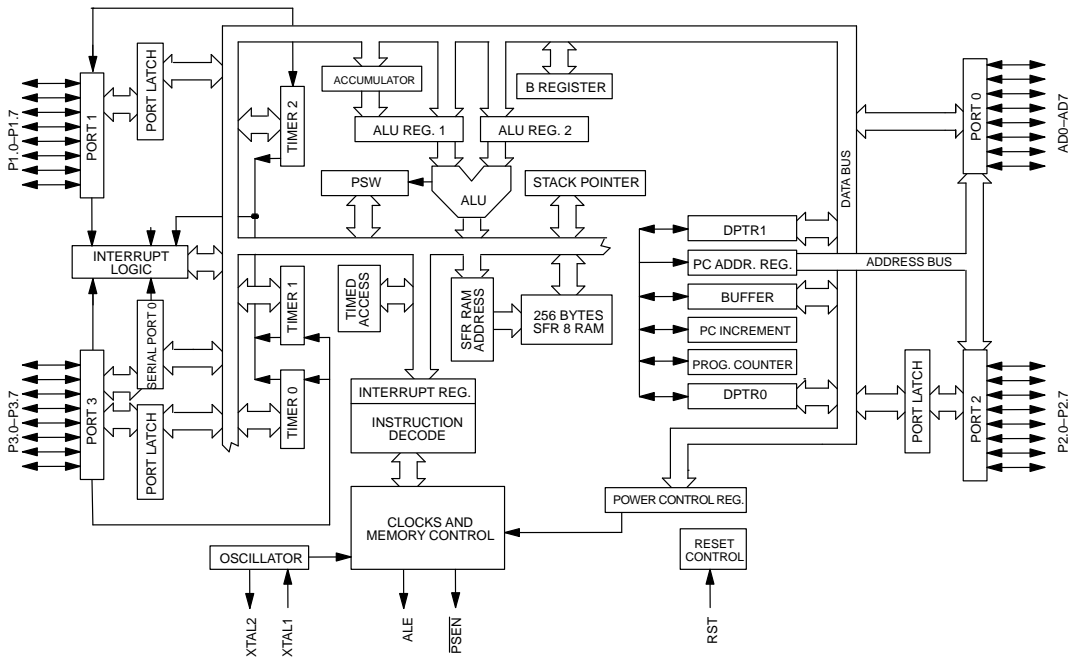 P1.0–P1.7
PORT 1
PORT LATCH
TIMER 2
ACCUMULATOR
B REGISTER
ALU REG. 1
ALU REG. 2
PSW
ALU
STACK POINTER
DATA BUS
PORT 0
AD0–AD7
INTERRUPT
LOGIC
DPTR1
PC ADDR. REG.
ADDRESS BUS
BUFFER
PC INCREMENT
PROG. COUNTER
DPTR0
TIMER 1
TIMED
ACCESS
SFR RAM
ADDRESS
256 BYTES
SFR 8 RAM
SERIAL PORT 0
P3.0–P3.7
PORT 3
PORT LATCH
TIMER 0
INTERRUPT REG.
INSTRUCTION
DECODE
PORT LATCH
PORT 2
P2.0–P2.7
CLOCKS AND
MEMORY CONTROL
POWER CONTROL REG.
OSCILLATOR
RESET
CONTROL
XTAL2
XTAL1
ALE
PSEN
RST